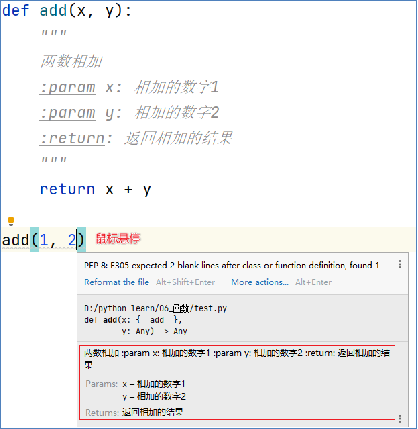 def add(x, y):
"""
两数相加
:param x: 相加的数字1
:param y: 相加的数字2
:return: 返回相加的结果
"""
return x + y
add(1, 2) 鼠标悬停
PEP 8: E305 expected 2 blank lines after class or function definition, found 1
Reformat the file Alt+Shift+Enter More actions... Alt+Enter
D:/python-learn/06_函数/test.py
def add(x: {__add__},
y: Any) -> Any
两数相加 :param x: 相加的数字1 :param y: 相加的数字2 :return: 返回相加的结
果
Params: x – 相加的数字1
y – 相加的数字2
Returns: 返回相加的结果